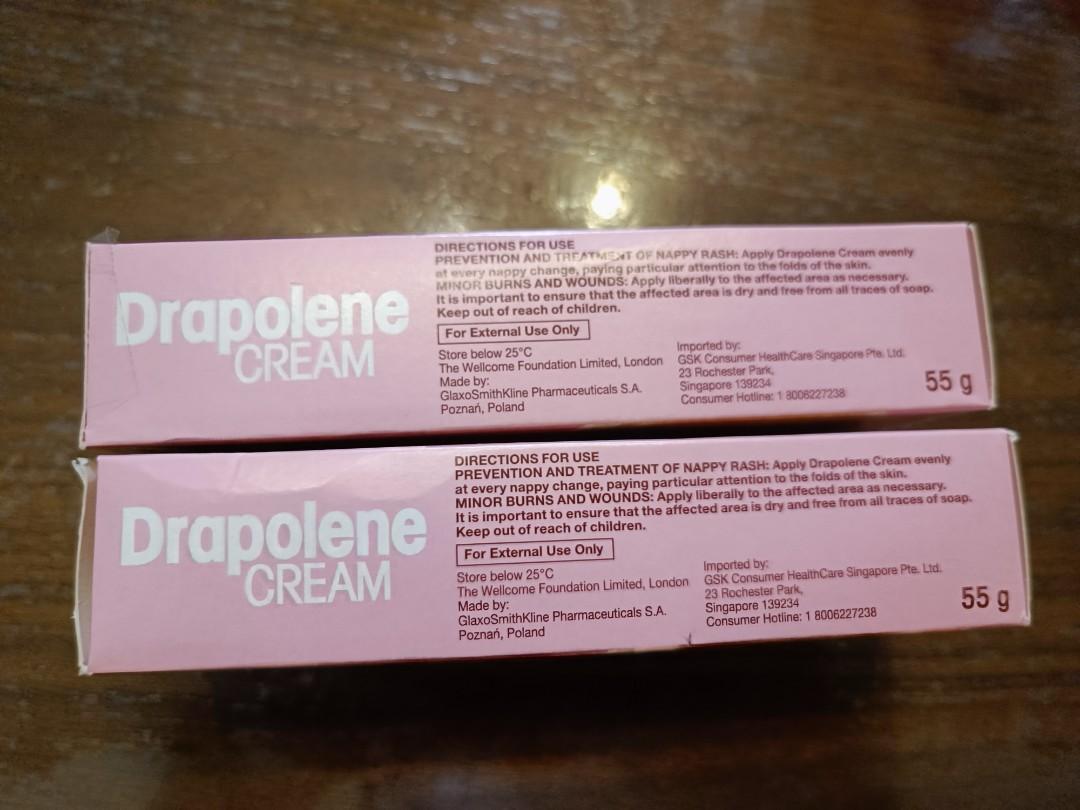 Drapolene
CREAM
DIRECTIONS FOR USE
PREVENTION AND TREATMENT OF NAPPY RASH: Apply Drapolene Cream evenly
at every nappy change, paying particular attention to the folds of the skin.
MINOR BURNS AND WOUNDS: Apply liberally to the affected area as necessary.
It is important to ensure that the affected area is dry and free from all traces of soap.
Keep out of reach of children.
For External Use Only
Store below 25°C
The Wellcome Foundation Limited, London
Made by:
GlaxoSmithKline Pharmaceuticals S.A.
Poznań, Poland
Imported by:
GSK Consumer HealthCare Singapore Pte. Ltd.
23 Rochester Park,
Singapore 139234
Consumer Hotline: 1 8006227238
55 g
Drapolene
CREAM
DIRECTIONS FOR USE
PREVENTION AND TREATMENT OF NAPPY RASH: Apply Drapolene Cream evenly
at every nappy change, paying particular attention to the folds of the skin.
MINOR BURNS AND WOUNDS: Apply liberally to the affected area as necessary.
It is important to ensure that the affected area is dry and free from all traces of soap.
Keep out of reach of children.
For External Use Only
Store below 25°C
The Wellcome Foundation Limited, London
Made by:
GlaxoSmithKline Pharmaceuticals S.A.
Poznań, Poland
Imported by:
GSK Consumer HealthCare Singapore Pte. Ltd.
23 Rochester Park,
Singapore 139234
Consumer Hotline: 1 8006227238
55 g